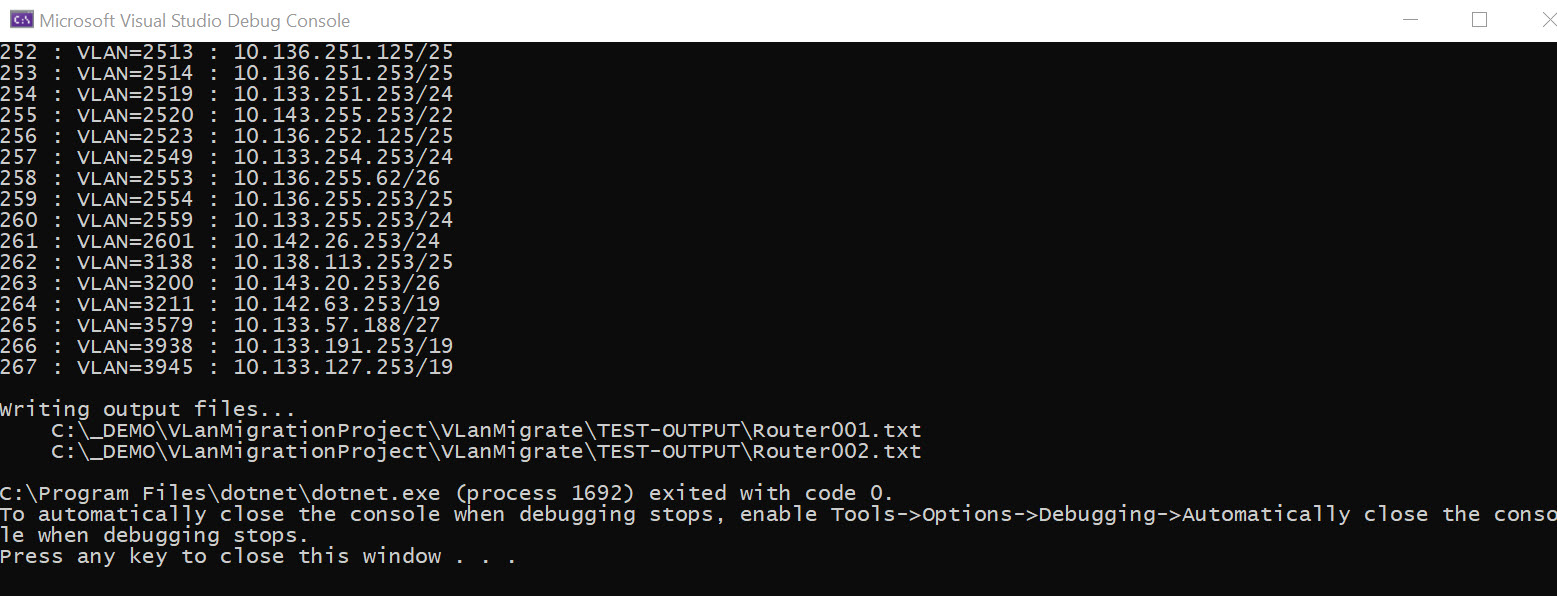 Microsoft Visual Studio Debug Console
252 : VLAN=2513 : 10.136.251.125/25
253 : VLAN=2514 : 10.136.251.253/25
254 : VLAN=2519 : 10.133.251.253/24
255 : VLAN=2520 : 10.143.255.253/22
256 : VLAN=2523 : 10.136.252.125/25
257 : VLAN=2549 : 10.133.254.253/24
258 : VLAN=2553 : 10.136.255.62/26
259 : VLAN=2554 : 10.136.255.253/25
260 : VLAN=2559 : 10.133.255.253/24
261 : VLAN=2601 : 10.142.26.253/24
262 : VLAN=3138 : 10.138.113.253/25
263 : VLAN=3200 : 10.143.20.253/26
264 : VLAN=3211 : 10.142.63.253/19
265 : VLAN=3579 : 10.133.57.188/27
266 : VLAN=3938 : 10.133.191.253/19
267 : VLAN=3945 : 10.133.127.253/19
Writing output files...
C:\_DEMO\VLanMigrationProject\VLanMigrate\TEST-OUTPUT\Router001.txt
C:\_DEMO\VLanMigrationProject\VLanMigrate\TEST-OUTPUT\Router002.txt
C:\Program Files\dotnet\dotnet.exe (process 1692) exited with code 0.
To automatically close the console when debugging stops, enable Tools->Options->Debugging->Automatically close the conso
le when debugging stops.
Press any key to close this window . . .